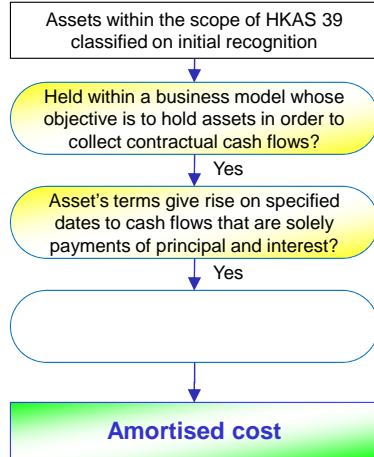 Assets within the scope of HKAS 39
classified on initial recognition
Held within a business model whose
objective is to hold assets in order to
collect contractual cash flows?
Yes
Asset’s terms give rise on specified
dates to cash flows that are solely
payments of principal and interest?
Yes
Amortised cost